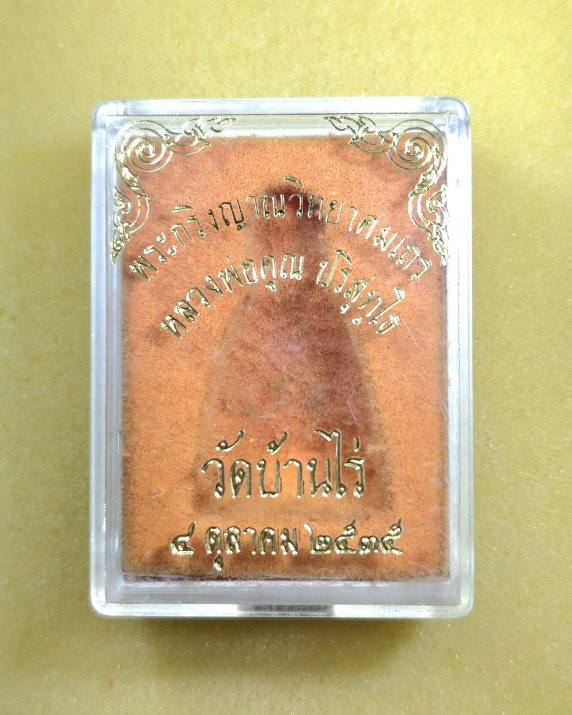 พระกริ่งญาณวิทยาคมเถร
หลวงพ่อคูณ ปริสุทฺโธ
วัดบ้านไร่
๔ ตุลาคม ๒๕๓๕